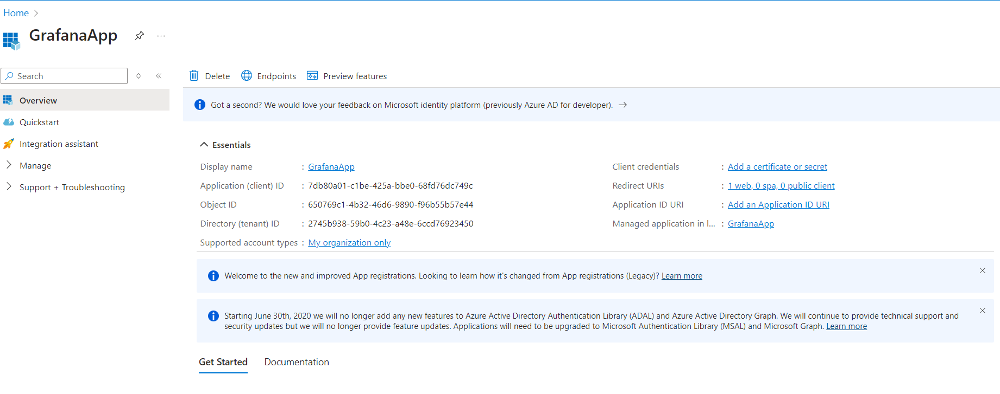 Home
GrafanaApp
Search
Overview
Quickstart
Integration assistant
Manage
Support + Troubleshooting
Delete Endpoints Preview features
Got a second? We would love your feedback on Microsoft identity platform (previously Azure AD for developer).
Essentials
Display name : GrafanaApp
Application (client) ID : 7db80a01-c1be-425a-bbe0-68fd76dc749c
Object ID : 650769c1-4b32-46d6-9890-f96b55b57e44
Directory (tenant) ID : 2745b938-59b0-4c23-a48e-6ccd76923450
Supported account types : My organization only
Client credentials : Add a certificate or secret
Redirect URIs : 1 web, 0 spa, 0 public client
Application ID URI : Add an Application ID URI
Managed application in l... : GrafanaApp
Welcome to the new and improved App registrations. Looking to learn how it's changed from App registrations (Legacy)? Learn more
Starting June 30th, 2020 we will no longer add any new features to Azure Active Directory Authentication Library (ADAL) and Azure Active Directory Graph. We will continue to provide technical support and
security updates but we will no longer provide feature updates. Applications will need to be upgraded to Microsoft Authentication Library (MSAL) and Microsoft Graph. Learn more
Get Started Documentation